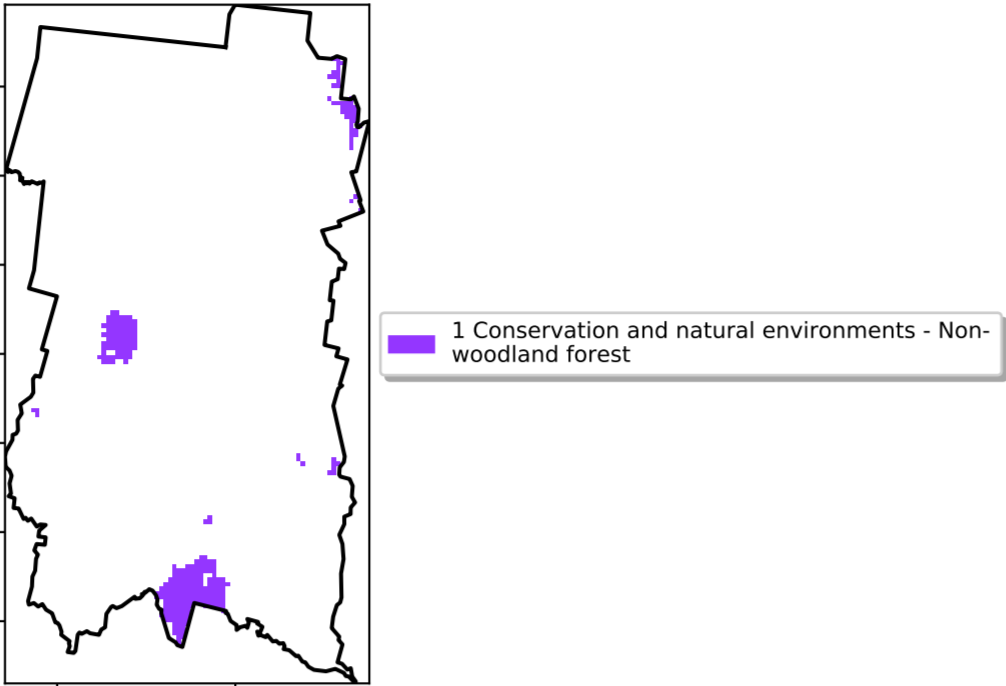 1 Conservation and natural environments - Non-
woodland forest